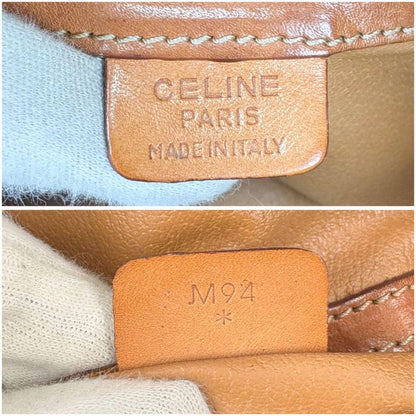 CELINE
PARIS
MADE IN ITALY
M94
*